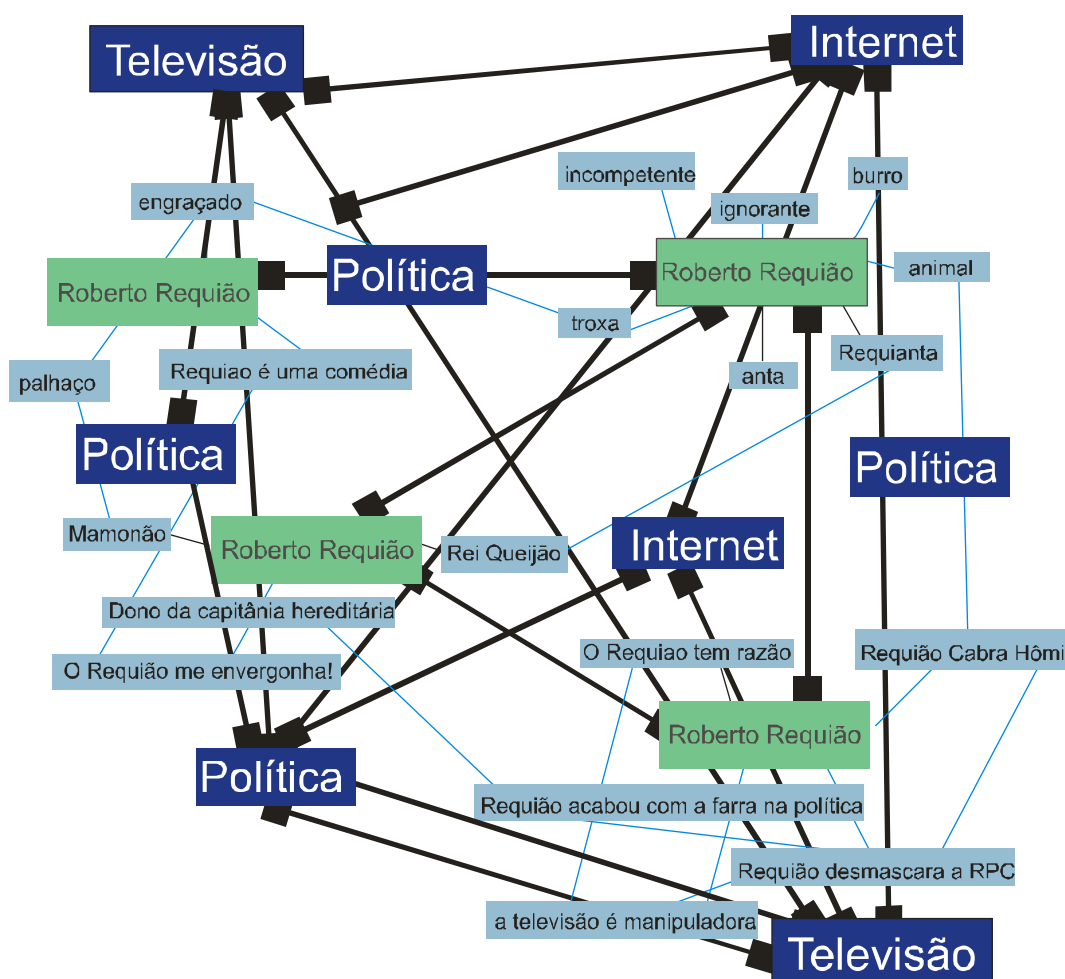 Televisão
Internet
incompetente
burro
engraçado
ignorante
Roberto Requião
Política
Roberto Requião
animal
troxa
Requianta
palhaço
Requiao é uma comédia
anta
Política
Política
Mamonão
Roberto Requião
Rei Queijão
Internet
Dono da capitânia hereditária
O Requião me envergonha!
O Requiao tem razão
Requião Cabra Hômi
Roberto Requião
Política
Requião acabou com a farra na política
Requião desmascara a RPC
a televisão é manipuladora
Televisão